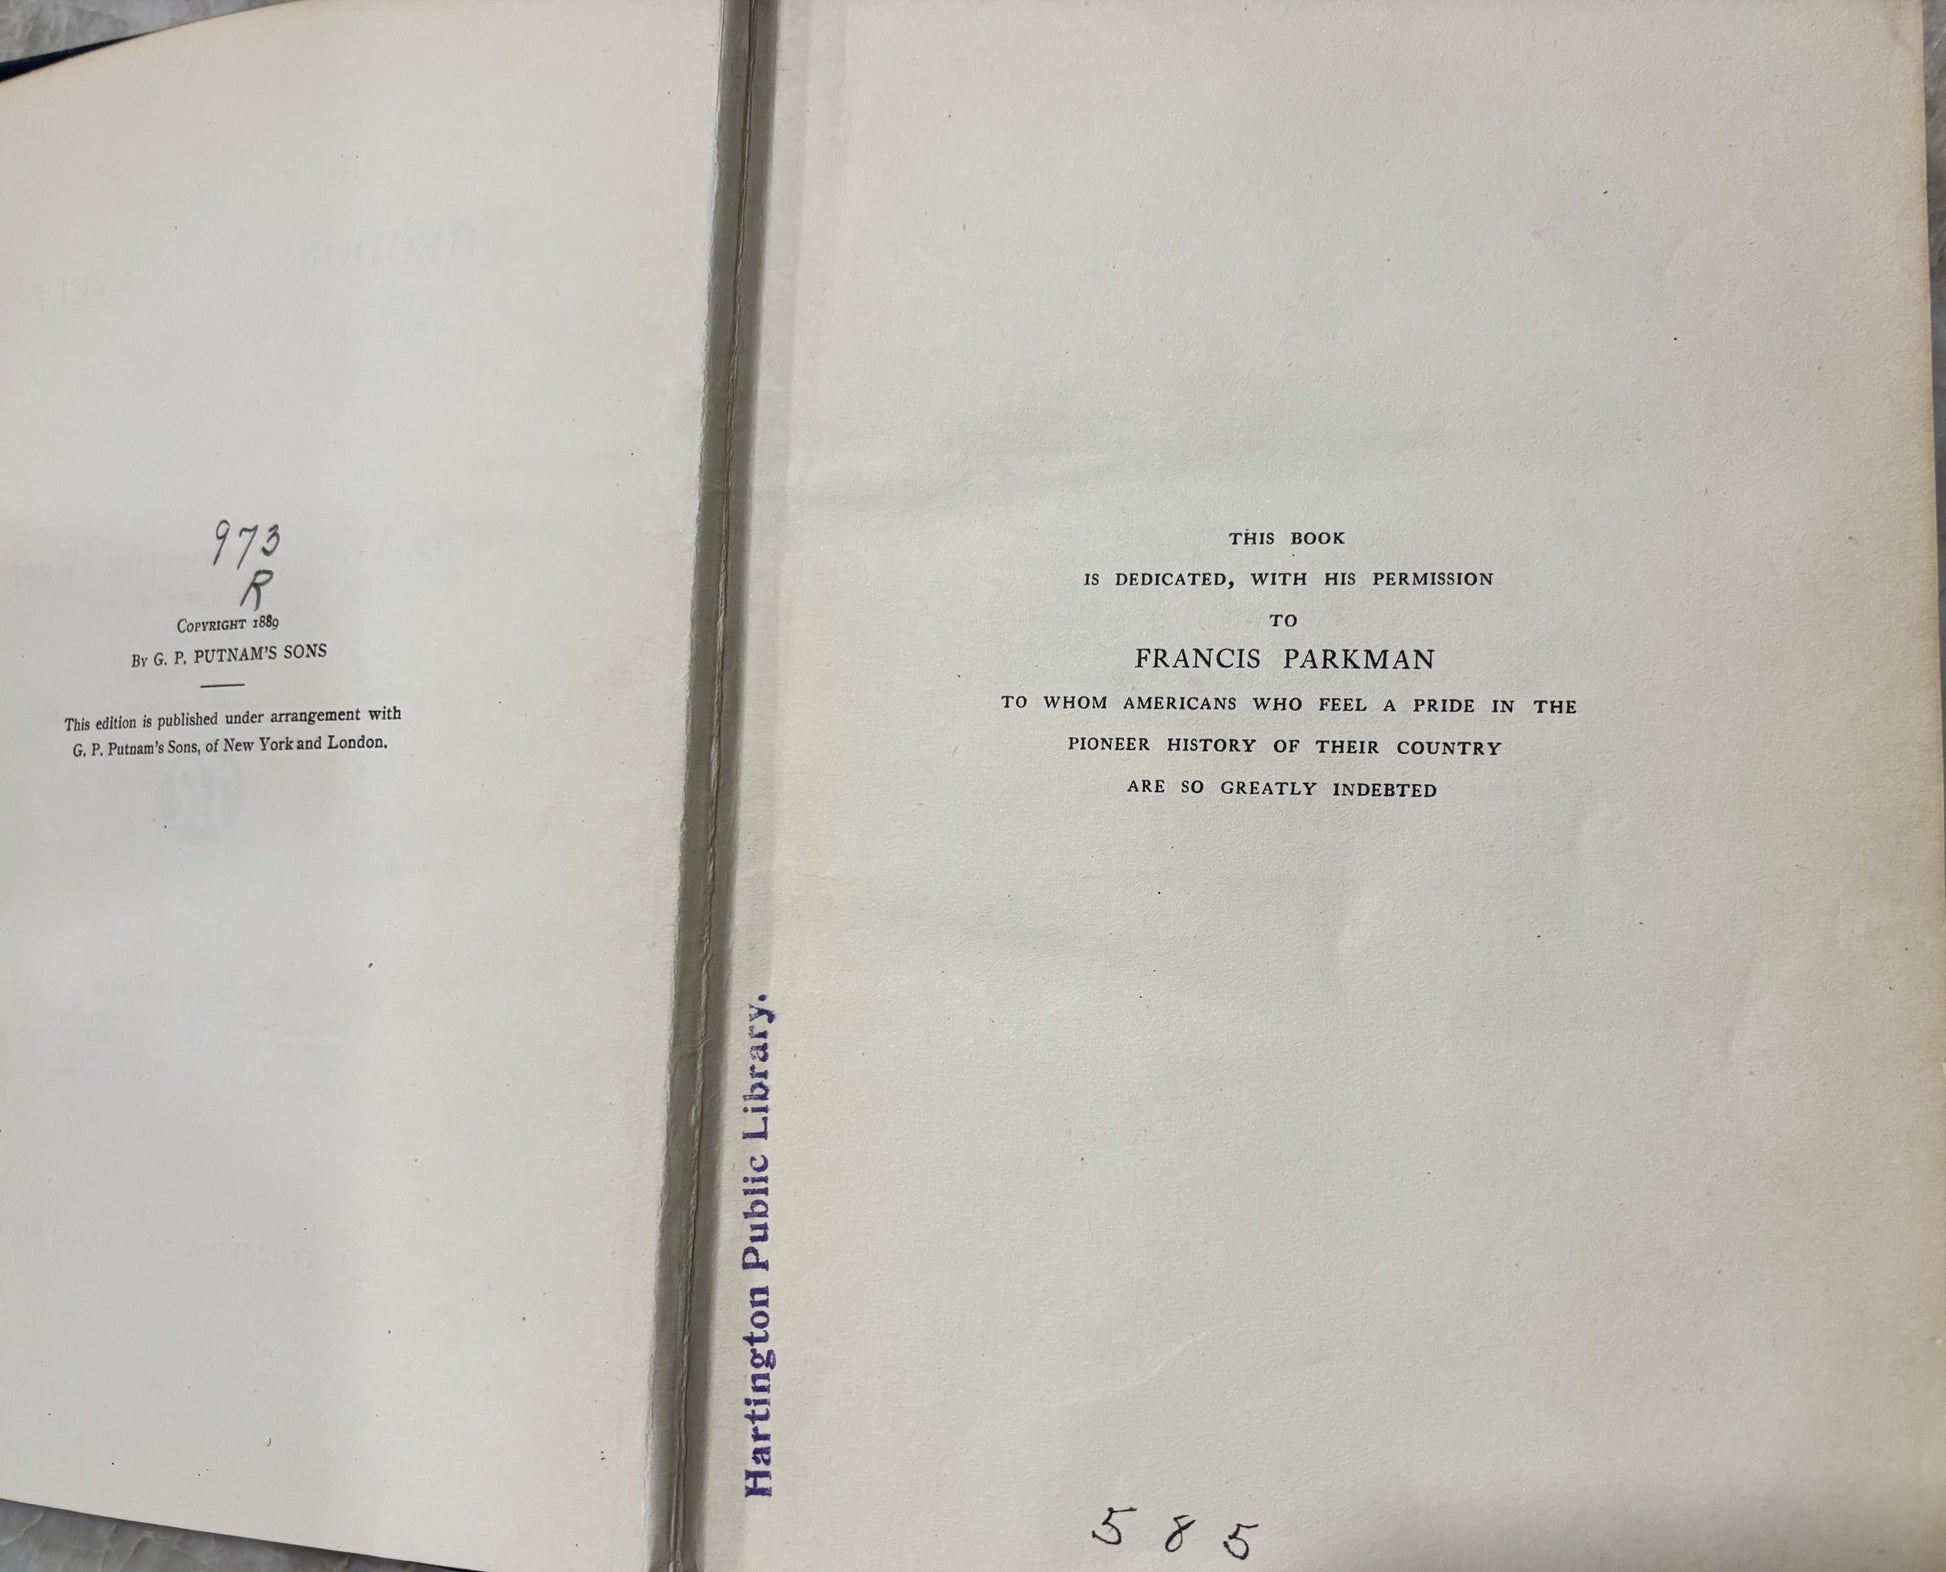 973
R
COPYRIGHT 1889
BY G. P. PUTNAM'S SONS
This edition is published under arrangement with
G. P. Putnam's Sons, of New York and London.
THIS BOOK
IS DEDICATED, WITH HIS PERMISSION
TO
FRANCIS PARKMAN
TO WHOM AMERICANS WHO FEEL A PRIDE IN THE
PIONEER HISTORY OF THEIR COUNTRY
ARE SO GREATLY INDEBTED
Hartington Public Library.
585